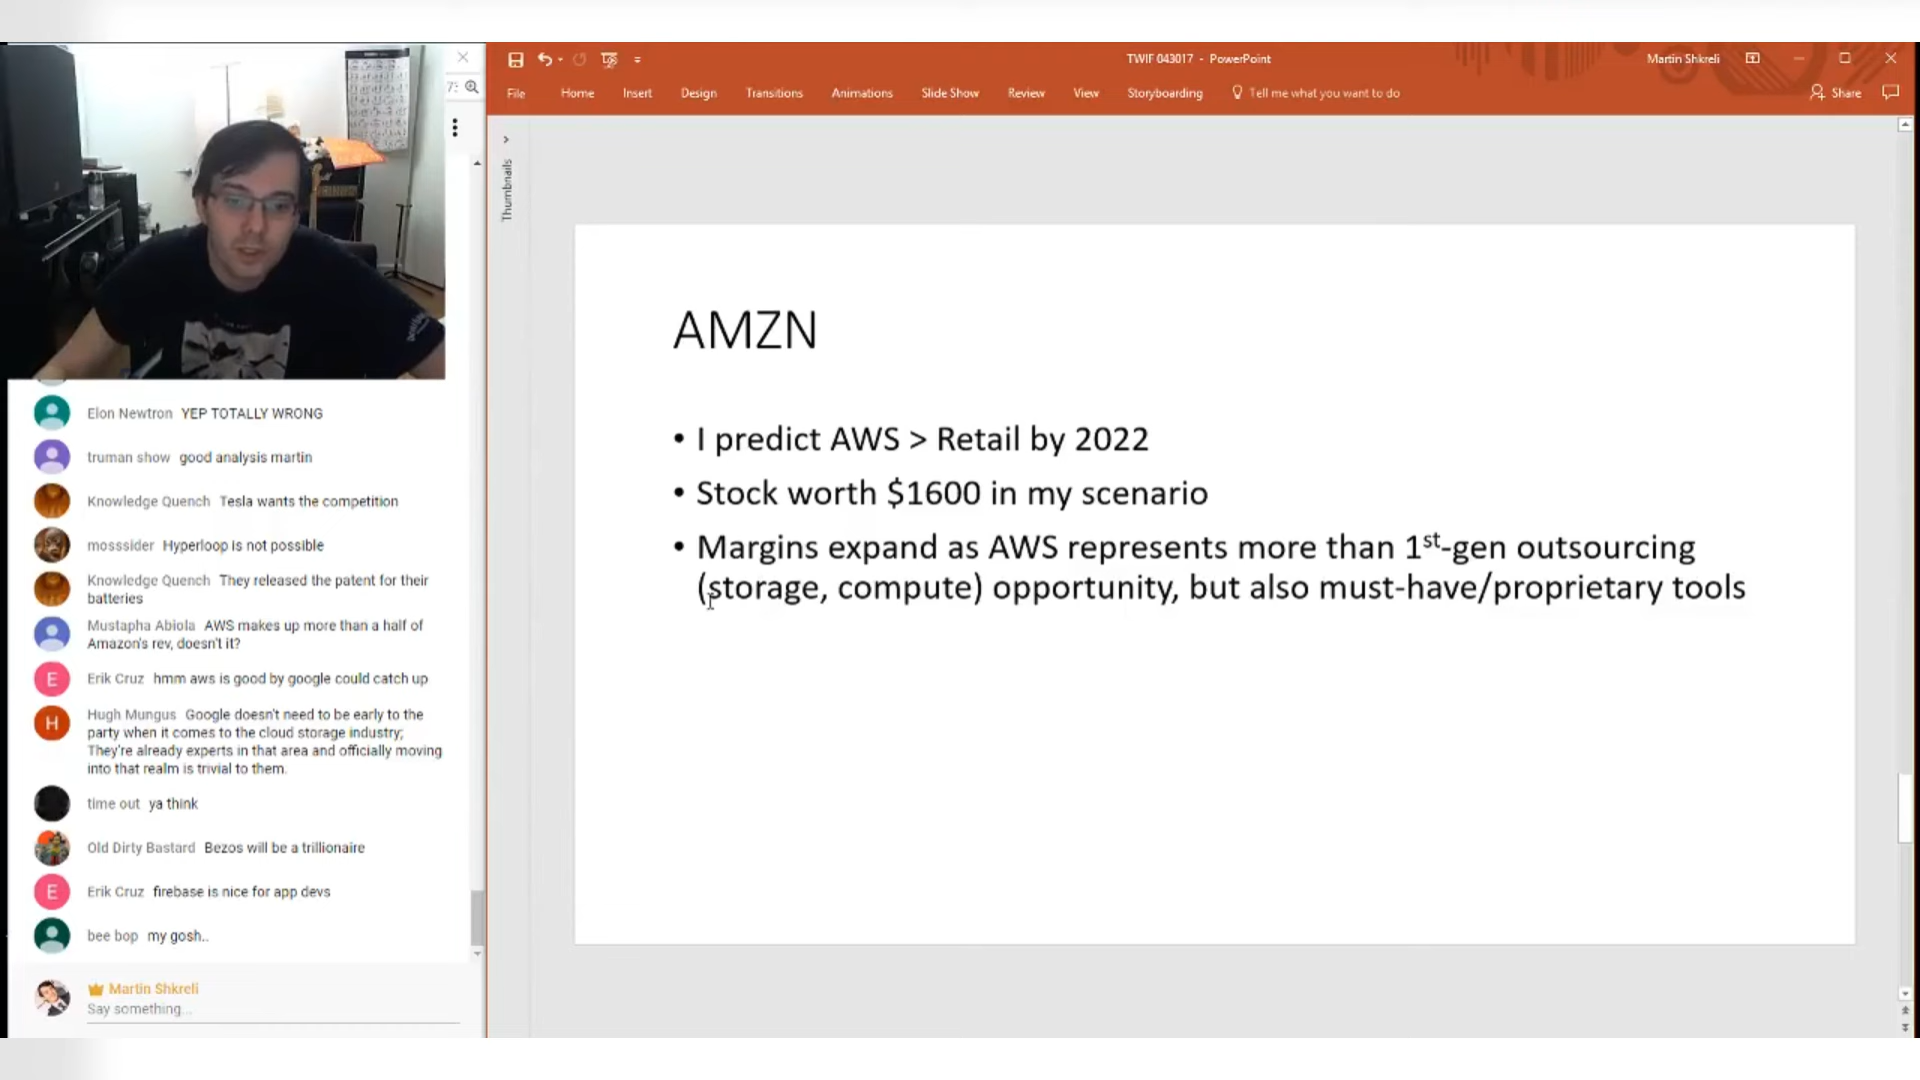 TWIF 043017 - PowerPoint
Martin Shkreli
File Home Insert Design Transitions Animations Slide Show Review View Storyboarding Tell me what you want to do Share
Thumbnails
AMZN
• I predict AWS > Retail by 2022
• Stock worth $1600 in my scenario
• Margins expand as AWS represents more than 1st-gen outsourcing
(storage, compute) opportunity, but also must-have/proprietary tools
Elon Newtron YEP TOTALLY WRONG
truman show good analysis martin
Knowledge Quench Tesla wants the competition
mosssider Hyperloop is not possible
Knowledge Quench They released the patent for their
batteries
Mustapha Abiola AWS makes up more than a half of
Amazon's rev, doesn't it?
E
Erik Cruz hmm aws is good by google could catch up
H
Hugh Mungus Google doesn't need to be early to the
party when it comes to the cloud storage industry;
They're already experts in that area and officially moving
into that realm is trivial to them.
time out ya think
Old Dirty Bastard Bezos will be a trillionaire
E
Erik Cruz firebase is nice for app devs
bee bop my gosh..
Martin Shkreli
Say something...